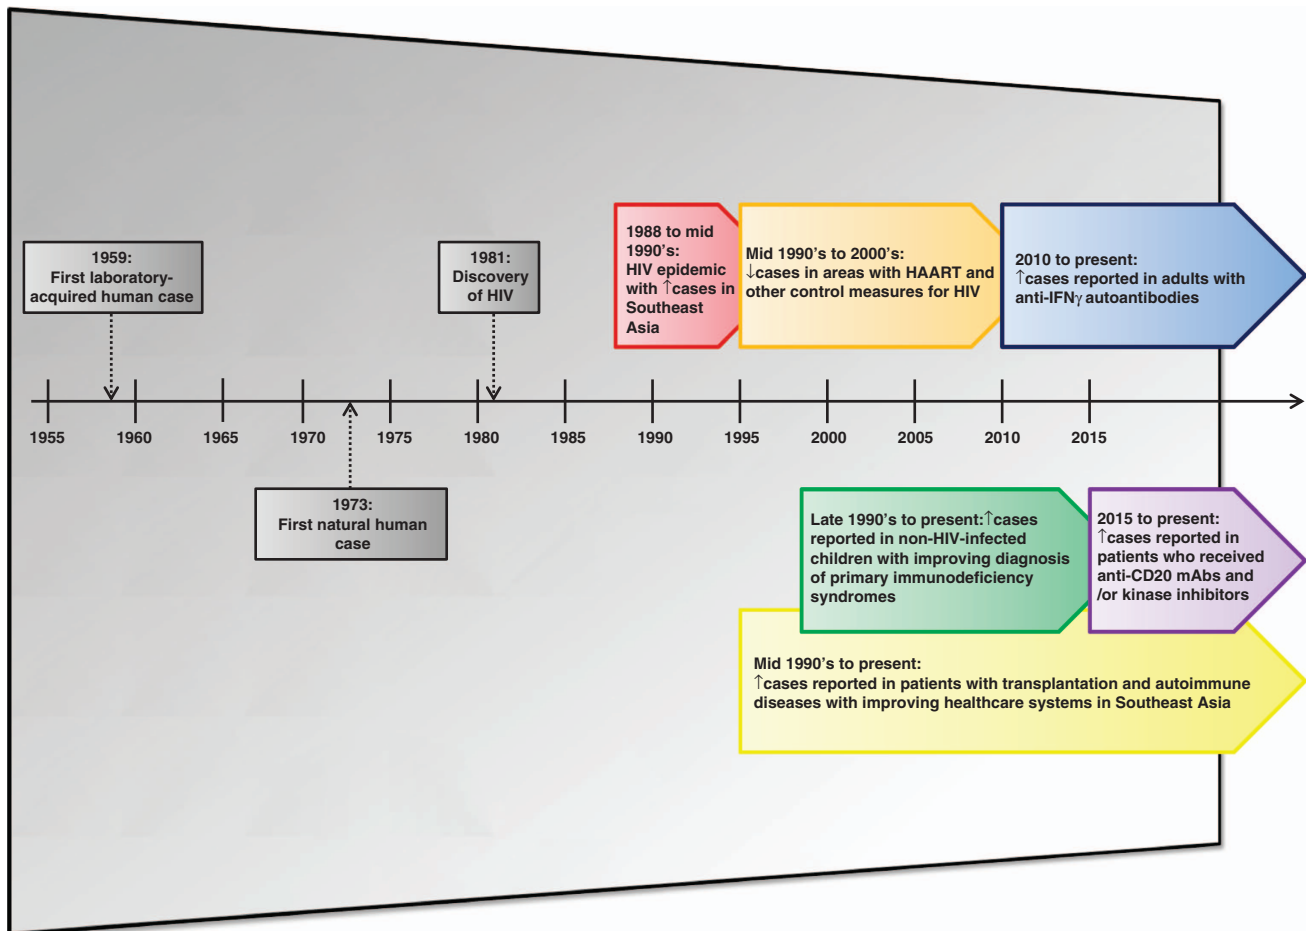 1959:
First laboratory-
acquired human case
1981:
Discovery
of HIV
1988 to mid
1990's:
HIV epidemic
with ↑cases in
Southeast
Asia
Mid 1990's to 2000's:
↓cases in areas with HAART and
other control measures for HIV
2010 to present:
↑cases reported in adults with
anti-IFNγ autoantibodies
1955 1960 1965 1970 1975 1980 1985 1990 1995 2000 2005 2010 2015
1973:
First natural human
case
Late 1990's to present:↑cases
reported in non-HIV-infected
children with improving diagnosis
of primary immunodeficiency
syndromes
2015 to present:
↑cases reported in
patients who received
anti-CD20 mAbs and
/or kinase inhibitors
Mid 1990's to present:
↑cases reported in patients with transplantation and autoimmune
diseases with improving healthcare systems in Southeast Asia